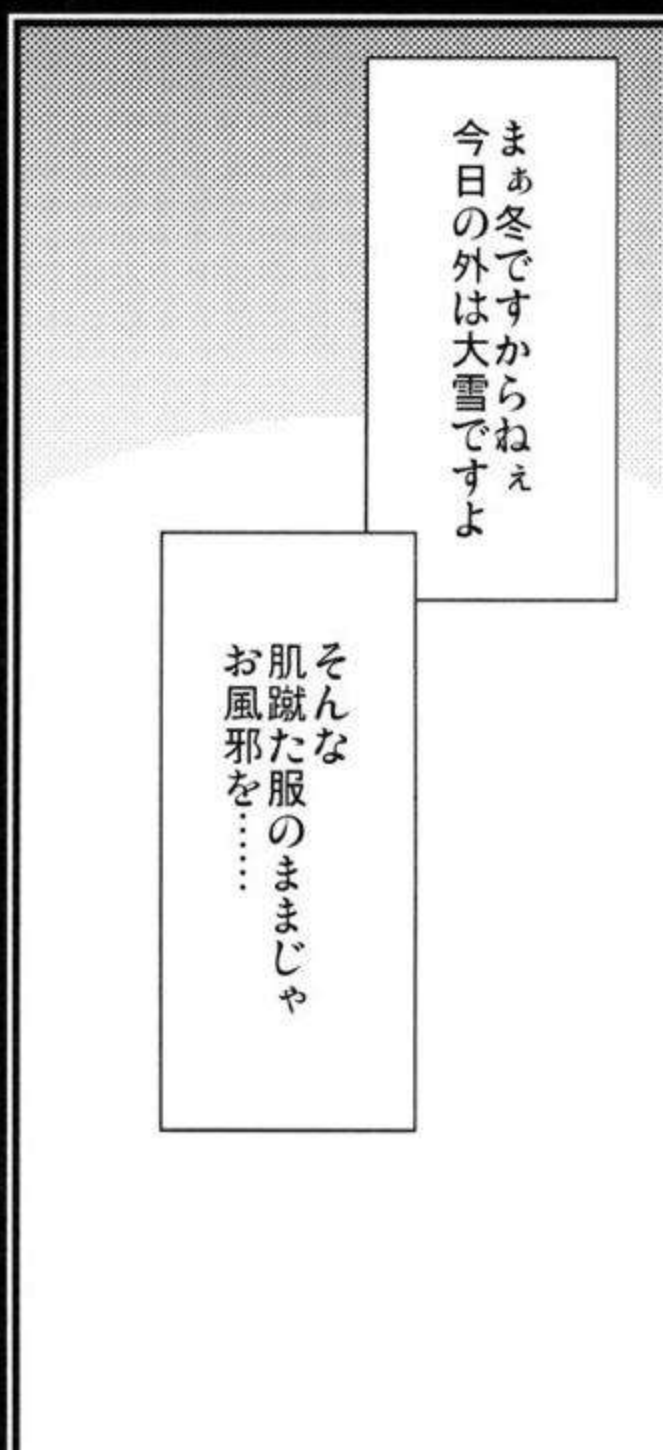 まぁ冬ですからねぇ
今日の外は大雪ですよ
そんな
肌蹴た服のままじゃ
お風邪を……